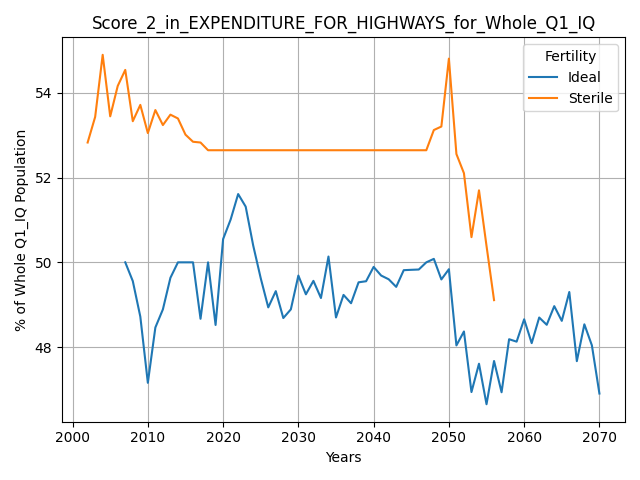 Score_2_in_EXPENDITURE_FOR_HIGHWAYS_for_Whole_Q1_IQ
Fertility
Ideal
Sterile
% of Whole Q1_IQ Population
54
52
50
48
2000 2010 2020 2030 2040 2050 2060 2070
Years